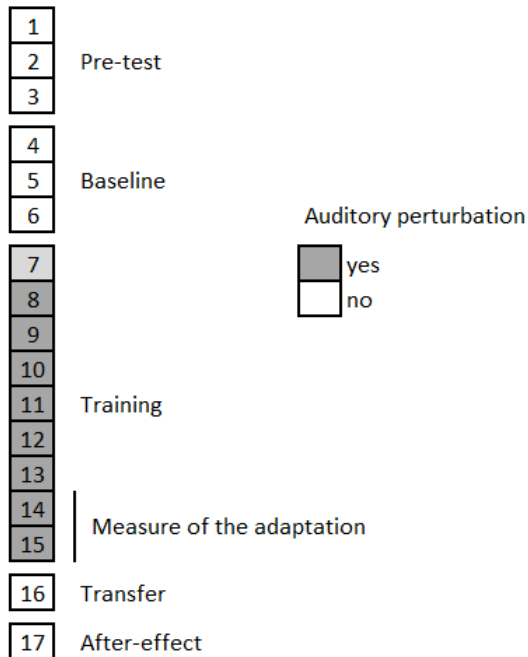 1
2 Pre-test
3
4
5 Baseline
6
Auditory perturbation
7
yes
8
no
9
10
11 Training
12
13
14
Measure of the adaptation
15
16 Transfer
17 After-effect